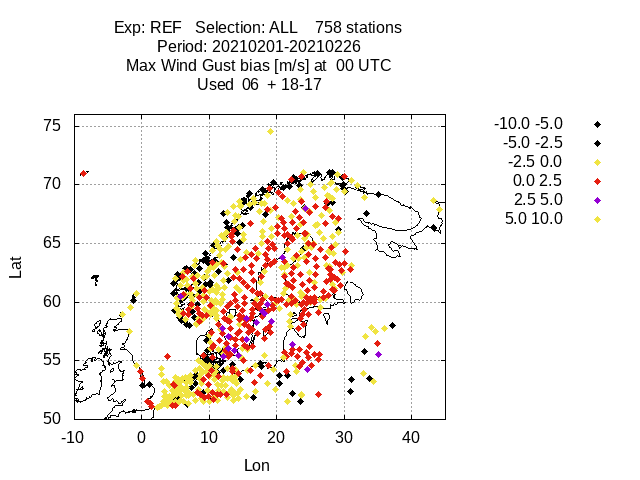 Exp: REF   Selection: ALL    758 stations
Period: 20210201-20210226
Max Wind Gust bias [m/s] at  00 UTC
Used  06  + 18-17
-10.0 -5.0
-5.0 -2.5
-2.5 0.0
0.0 2.5
2.5 5.0
5.0 10.0
75
70
65
60
55
50
Lat
-10 0 10 20 30 40
Lon